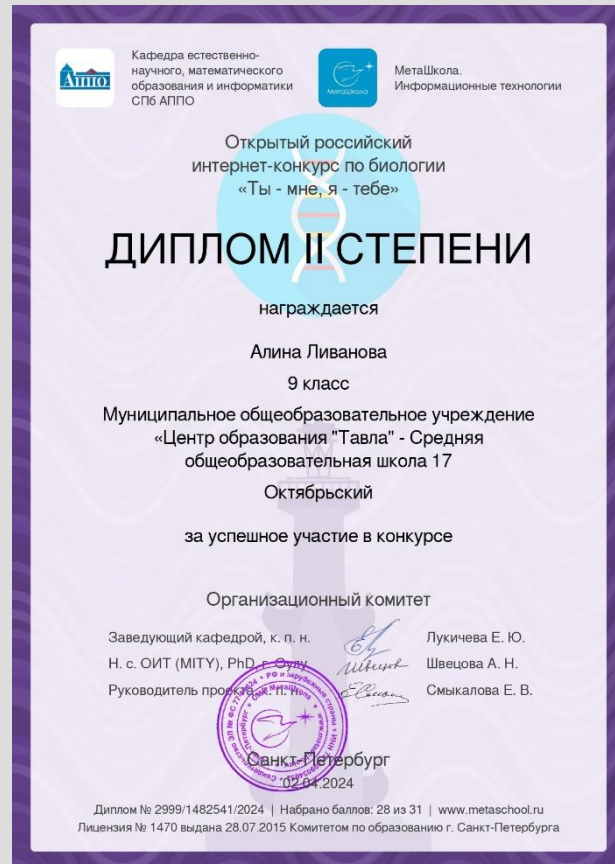 АППО
Кафедра естественно-
научного, математического
образования и информатики
СПб АППО
МетаШкола
МетаШкола.
Информационные технологии
Открытый российский
интернет-конкурс по биологии
«Ты - мне, я - тебе»
ДИПЛОМ II СТЕПЕНИ
награждается
Алина Ливанова
9 класс
Муниципальное общеобразовательное учреждение
«Центр образования "Тавла" - Средняя
общеобразовательная школа 17
Октябрьский
за успешное участие в конкурсе
Организационный комитет
Заведующий кафедрой, к. п. н.
Лукичева Е. Ю.
Н. с. ОИТ (MITY), PhD, г. Оулу
Швецова А. Н.
Руководитель проекта, к. п. н.
Смыкалова Е. В.
Санкт-Петербург
02.04.2024
Диплом № 2999/1482541/2024 | Набрано баллов: 28 из 31 | www.metaschool.ru
Лицензия № 1470 выдана 28.07.2015 Комитетом по образованию г. Санкт-Петербурга